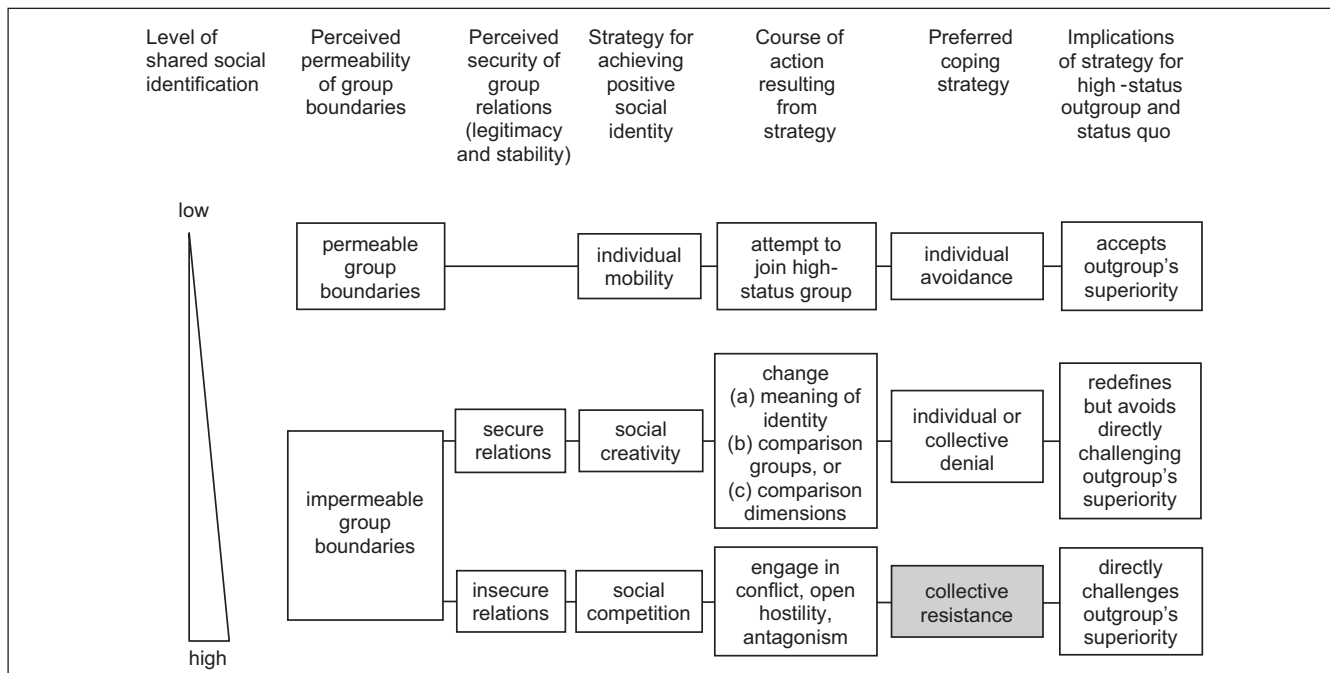 Level of
shared social
identification
Perceived
permeability
of group
boundaries
Perceived
security of
group
relations
(legitimacy
and stability)
Strategy for
achieving
positive
social
identity
Course of
action
resulting
from
strategy
Preferred
coping
strategy
Implications
of strategy for
high -status
outgroup and
status quo
low
high
permeable
group
boundaries
individual
mobility
attempt to
join high-
status group
individual
avoidance
accepts
outgroup's
superiority
impermeable
group
boundaries
secure
relations
social
creativity
change
(a) meaning of
identity
(b) comparison
groups, or
(c) comparison
dimensions
individual or
collective
denial
redefines
but avoids
directly
challenging
outgroup's
superiority
insecure
relations
social
competition
engage in
conflict, open
hostility,
antagonism
collective
resistance
directly
challenges
outgroup's
superiority